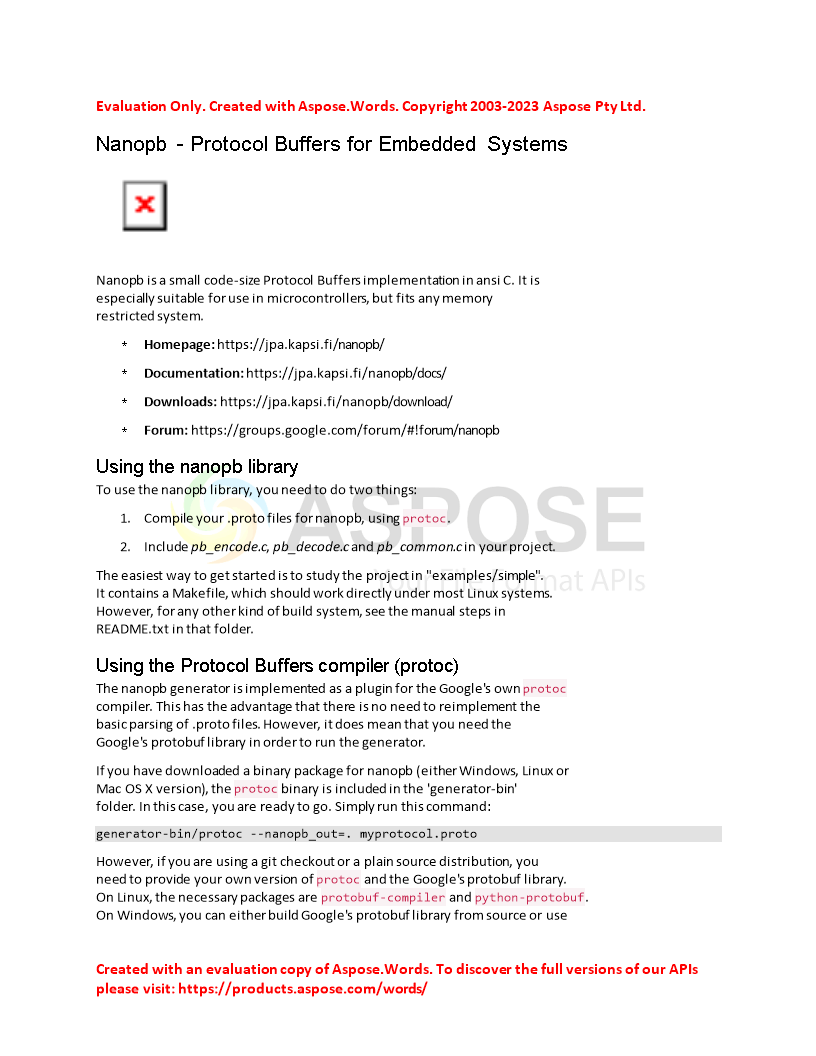 Evaluation Only. Created with Aspose.Words. Copyright 2003-2023 Aspose Pty Ltd.
Nanopb - Protocol Buffers for Embedded Systems
Nanopb is a small code-size Protocol Buffers implementation in ansi C. It is
especially suitable for use in microcontrollers, but fits any memory
restricted system.
* Homepage: https://jpa.kapsi.fi/nanopb/
* Documentation: https://jpa.kapsi.fi/nanopb/docs/
* Downloads: https://jpa.kapsi.fi/nanopb/download/
* Forum: https://groups.google.com/forum/#!forum/nanopb
Using the nanopb library
To use the nanopb library, you need to do two things:
1. Compile your .proto files for nanopb, using protoc.
2. Include pb_encode.c, pb_decode.c and pb_common.c in your project.
ASPOSE
Your File Format APIs
The easiest way to get started is to study the project in "examples/simple".
It contains a Makefile, which should work directly under most Linux systems.
However, for any other kind of build system, see the manual steps in
README.txt in that folder.
Using the Protocol Buffers compiler (protoc)
The nanopb generator is implemented as a plugin for the Google's own protoc
compiler. This has the advantage that there is no need to reimplement the
basic parsing of .proto files. However, it does mean that you need the
Google's protobuf library in order to run the generator.
If you have downloaded a binary package for nanopb (either Windows, Linux or
Mac OS X version), the protoc binary is included in the 'generator-bin'
folder. In this case, you are ready to go. Simply run this command:
generator-bin/protoc --nanopb_out=. myprotocol.proto
However, if you are using a git checkout or a plain source distribution, you
need to provide your own version of protoc and the Google's protobuf library.
On Linux, the necessary packages are protobuf-compiler and python-protobuf.
On Windows, you can either build Google's protobuf library from source or use
Created with an evaluation copy of Aspose.Words. To discover the full versions of our APIs
please visit: https://products.aspose.com/words/